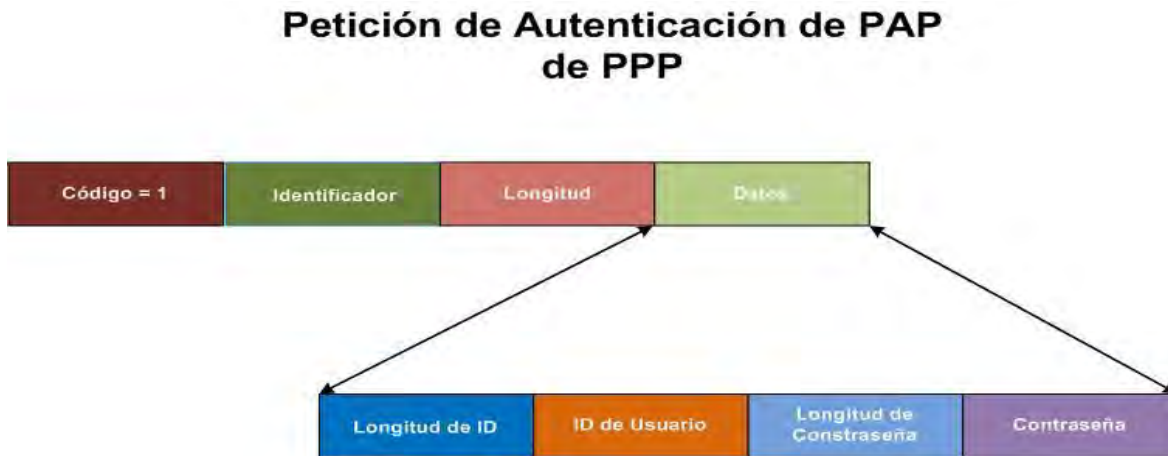 Petición de Autenticación de PAP
de PPP
Código = 1
Identificador
Longitud
Datos
Longitud de ID
ID de Usuario
Longitud de
Constraseña
Contraseña